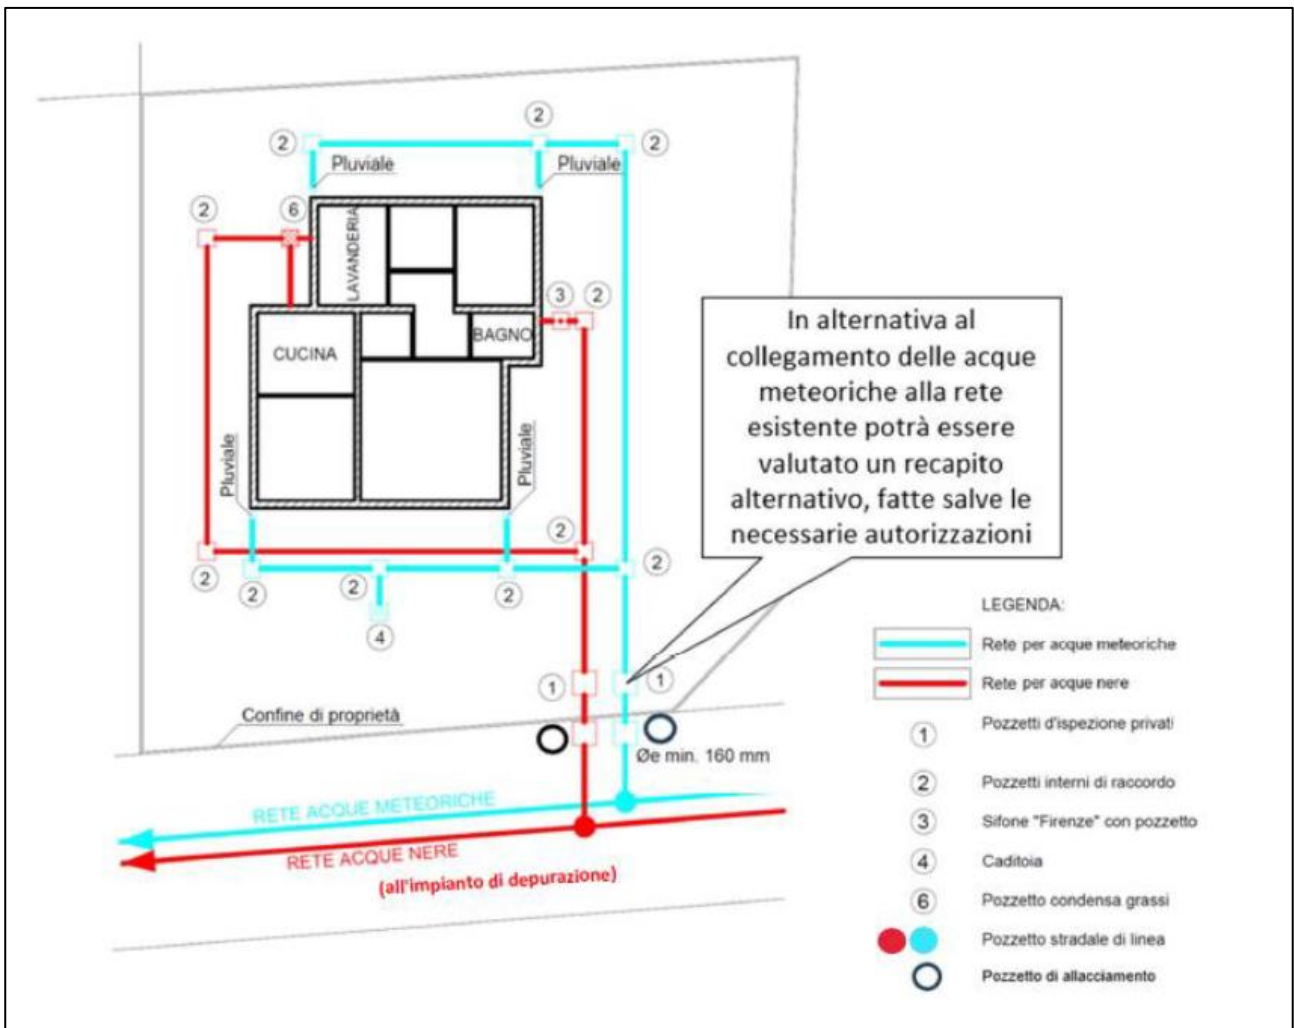 2
2
2
Pluviale
Pluviale
2
6
LAVANDERIA
3
2
CUCINA
BAGNO
In alternativa al
collegamento delle acque
meteoriche alla rete
esistente potrà essere
valutato un recapito
alternativo, fatte salve le
necessarie autorizzazioni
Pluviale
Pluviale
2
2
2
2
2
2
4
1
1
Confine di proprietà
Øe min. 160 mm
RETE ACQUE METEORICHE
RETE ACQUE NERE
(all'impianto di depurazione)
LEGENDA:
Rete per acque meteoriche
Rete per acque nere
1 Pozzetti d'ispezione privati
2 Pozzetti interni di raccordo
3 Sifone "Firenze" con pozzetto
4 Caditoia
6 Pozzetto condensa grassi
Pozzetto stradale di linea
Pozzetto di allacciamento